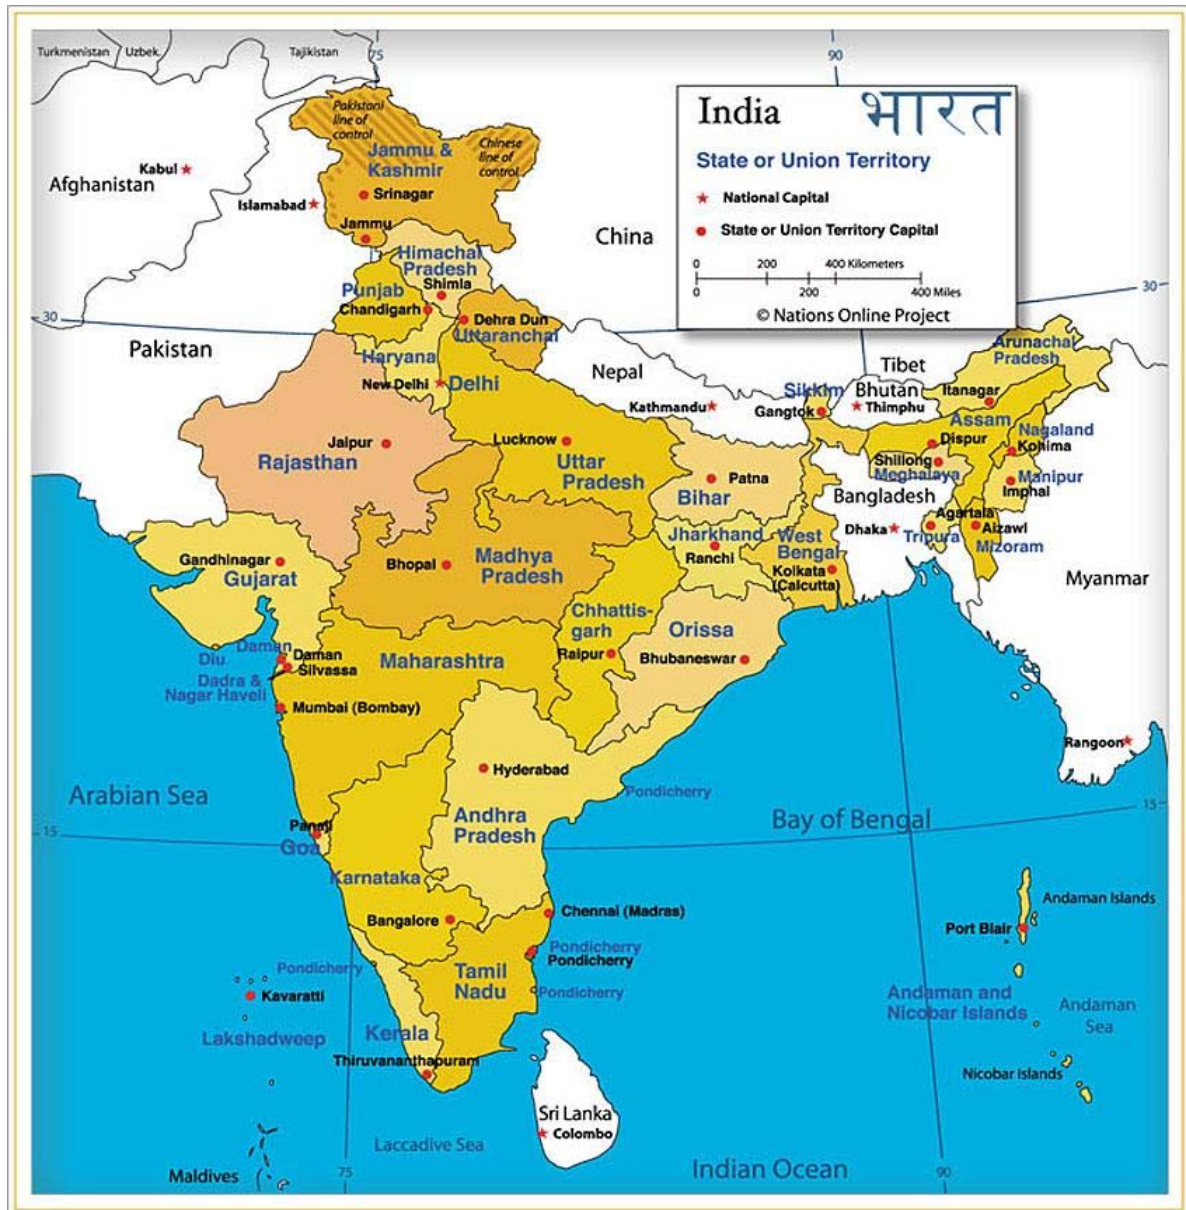 Turkmenistan
Uzbek.
Tajikistan
75
90
India
भारत
State or Union Territory
National Capital
State or Union Territory Capital
0 200 400 Kilometers
0 200 400 Miles
© Nations Online Project
Pakistani
line of
control
Chinese
line of
control
Jammu &
Kashmir
Kabul
Afghanistan
Islamabad
Srinagar
Jammu
China
Himachal
Pradesh
Shimla
Punjab
Chandigarh
30
30
Dehra Dun
Uttaranchal
Pakistan
Haryana
New Delhi
Delhi
Nepal
Kathmandu
Tibet
Sikkim
Gangtok
Bhutan
Thimphu
Arunachal
Pradesh
Itanagar
Assam
Dispur
Nagaland
Kohima
Shillong
Meghalaya
Manipur
Imphal
Jaipur
Rajasthan
Lucknow
Uttar
Pradesh
Patna
Bihar
Bangladesh
Dhaka
Agartala
Tripura
Aizawl
Mizoram
Jharkhand
Ranchi
West
Bengal
Kolkata
(Calcutta)
Gandhinagar
Gujarat
Bhopal
Madhya
Pradesh
Myanmar
Chhattis-
garh
Raipur
Orissa
Bhubaneswar
Daman
Diu
Daman
Silvassa
Dadra &
Nagar Haveli
Maharashtra
Mumbai (Bombay)
Rangoon
Hyderabad
Arabian Sea
Pondicherry
Andhra
Pradesh
Bay of Bengal
15
15
Panaji
Goa
Karnataka
Bangalore
Chennai (Madras)
Andaman Islands
Port Blair
Pondicherry
Pondicherry
Pondicherry
Tamil
Nadu
Pondicherry
Kavaratti
Andaman and
Nicobar Islands
Andaman
Sea
Lakshadweep
Kerala
Thiruvananthapuram
Nicobar Islands
Sri Lanka
Colombo
Laccadive Sea
Maldives
75
Indian Ocean
90